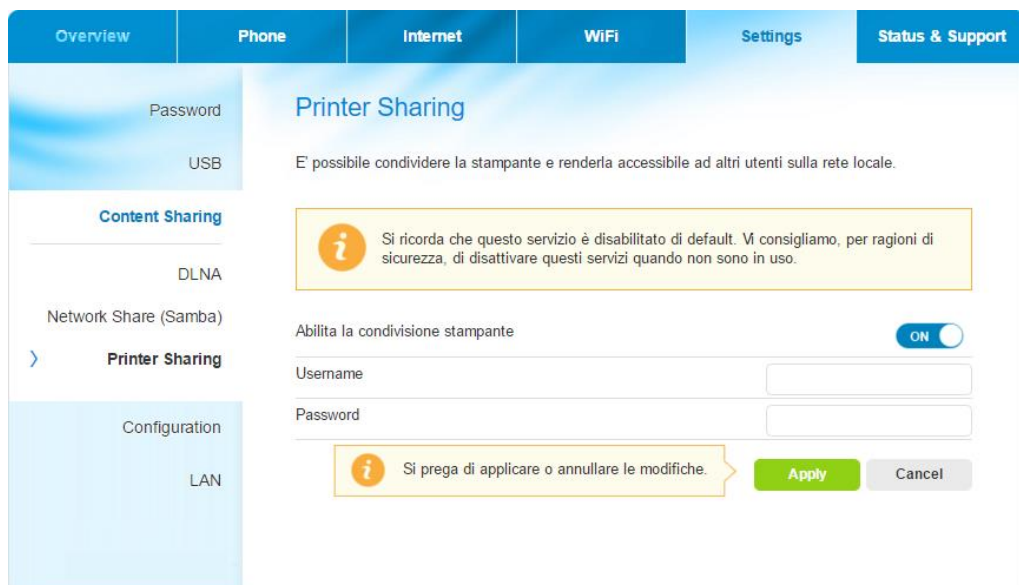 Overview
Phone
Internet
WiFi
Settings
Status & Support
Password
USB
Content Sharing
DLNA
Network Share (Samba)
Printer Sharing
Configuration
LAN
Printer Sharing
E' possibile condividere la stampante e renderla accessibile ad altri utenti sulla rete locale.
Si ricorda che questo servizio è disabilitato di default. Vi consigliamo, per ragioni di
sicurezza, di disattivare questi servizi quando non sono in uso.
Abilita la condivisione stampante
ON
Username
Password
Si prega di applicare o annullare le modifiche.
Apply
Cancel